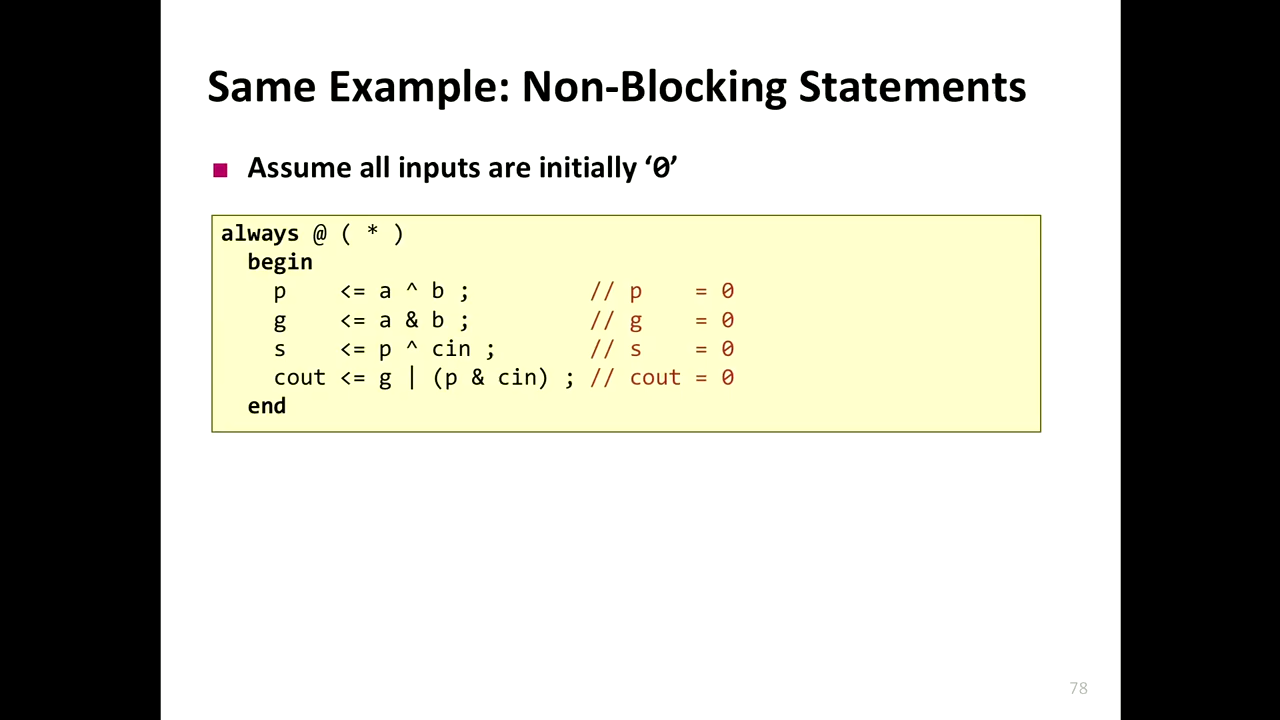 Same Example: Non-Blocking Statements
Assume all inputs are initially ‘0’
always @ ( * )
begin
p <= a ^ b ; // p = 0
g <= a & b ; // g = 0
s <= p ^ cin ; // s = 0
cout <= g | (p & cin) ; // cout = 0
end
78